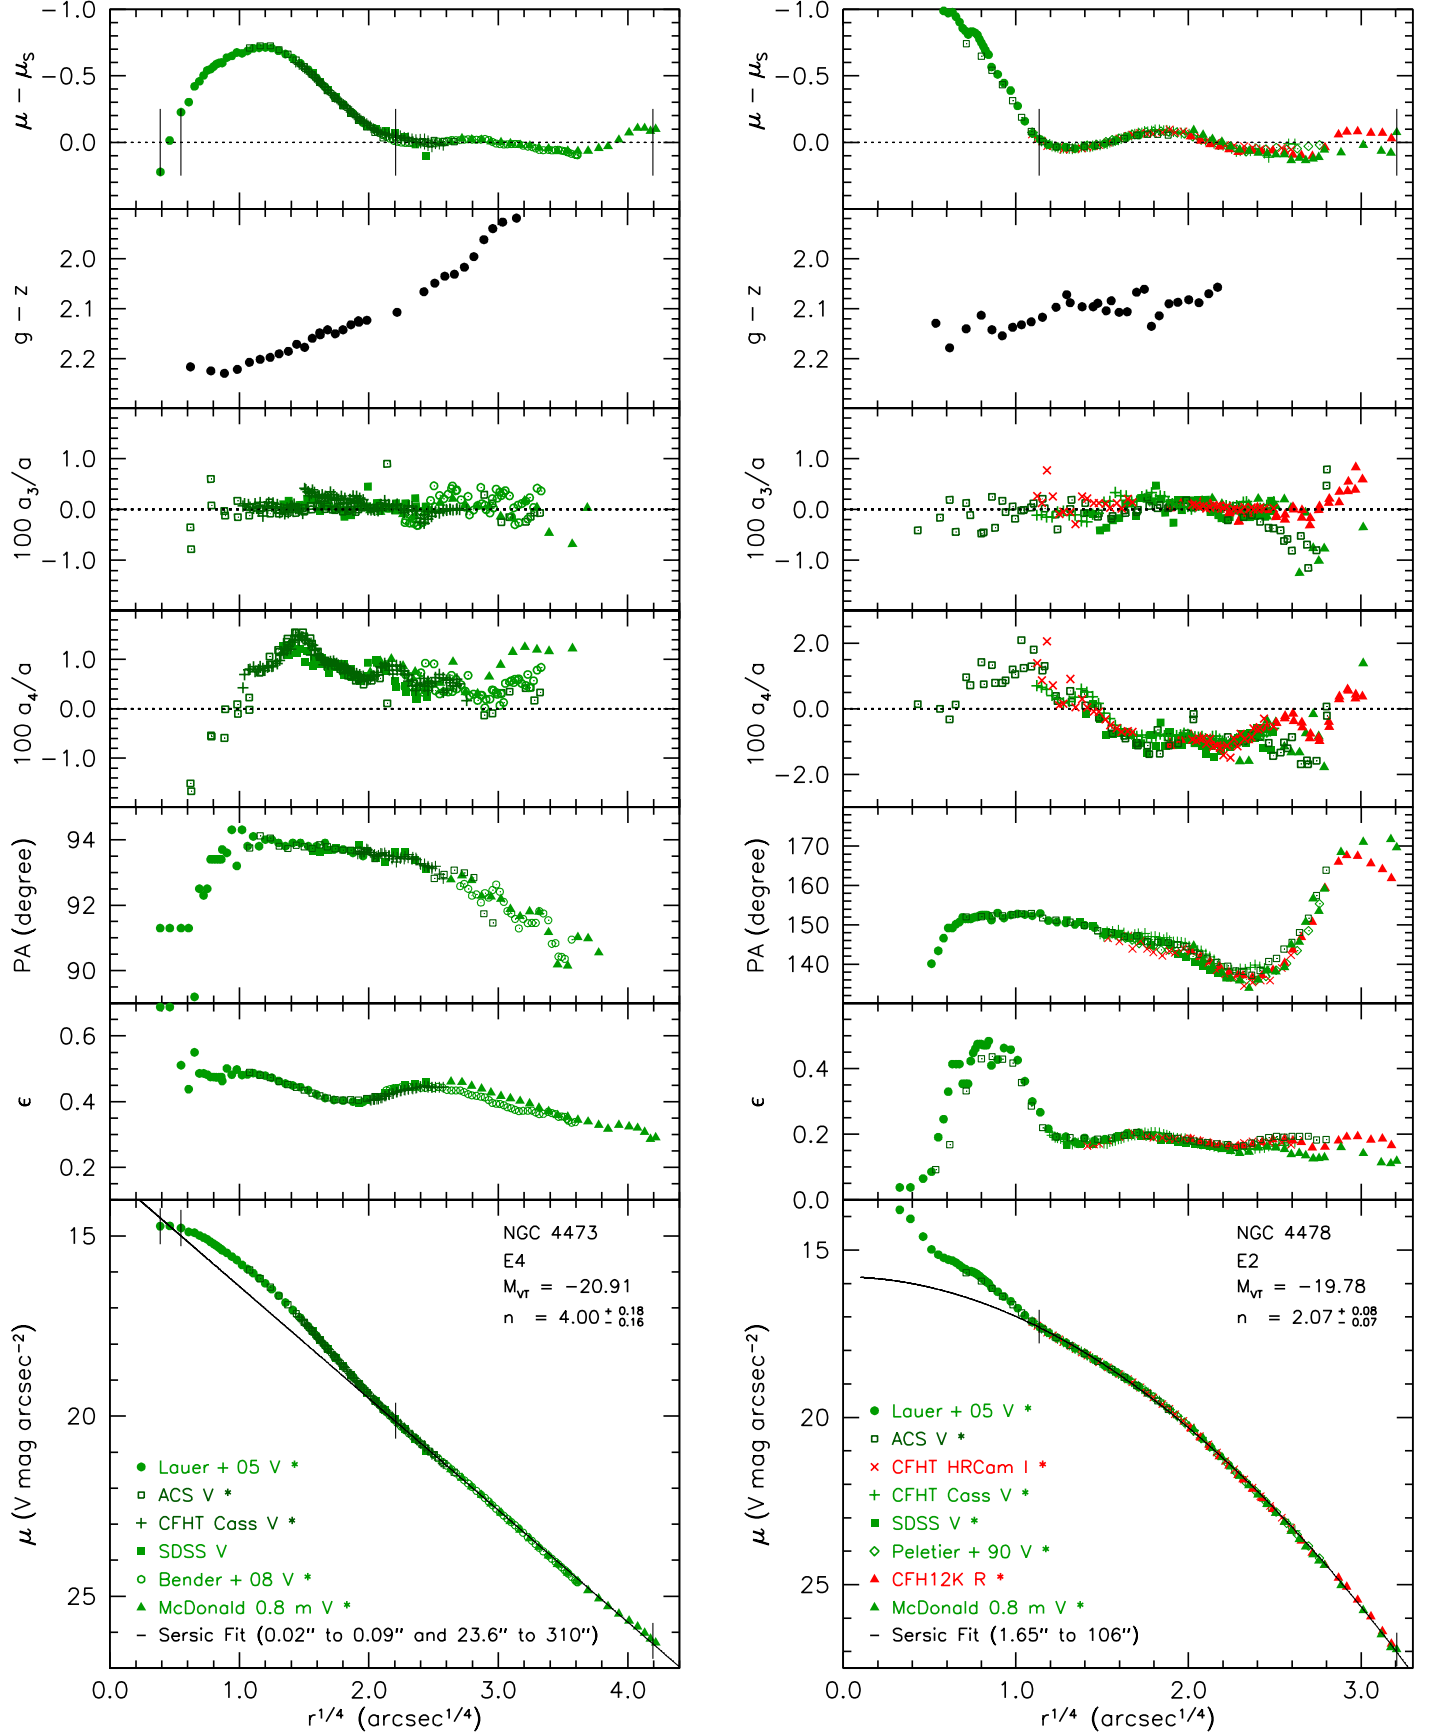 −1.0
−0.5
0.0
μ − μS
2.0
2.1
2.2
g − z
1.0
0.0
−1.0
100 a3/a
1.0
0.0
−1.0
100 a4/a
94
92
90
PA (degree)
0.6
0.4
0.2
ϵ
15
20
25
μ (V mag arcsec−2)
NGC 4473
E4
MVT = −20.91
n = 4.00 + 0.18 − 0.16
Lauer + 05 V *
ACS V *
CFHT Cass V *
SDSS V
Bender + 08 V *
McDonald 0.8 m V *
− Sersic Fit (0.02″ to 0.09″ and 23.6″ to 310″)
0.0 1.0 2.0 3.0 4.0
r1/4 (arcsec1/4)
−1.0
−0.5
0.0
μ − μS
2.0
2.1
2.2
g − z
1.0
0.0
−1.0
100 a3/a
2.0
0.0
−2.0
100 a4/a
170
160
150
140
PA (degree)
0.4
0.2
0.0
ϵ
15
20
25
μ (V mag arcsec−2)
NGC 4478
E2
MVT = −19.78
n = 2.07 + 0.08 − 0.07
Lauer + 05 V *
ACS V *
CFHT HRCam I *
CFHT Cass V *
SDSS V *
Peletier + 90 V *
CFH12K R *
McDonald 0.8 m V *
− Sersic Fit (1.65″ to 106″)
0.0 1.0 2.0 3.0
r1/4 (arcsec1/4)